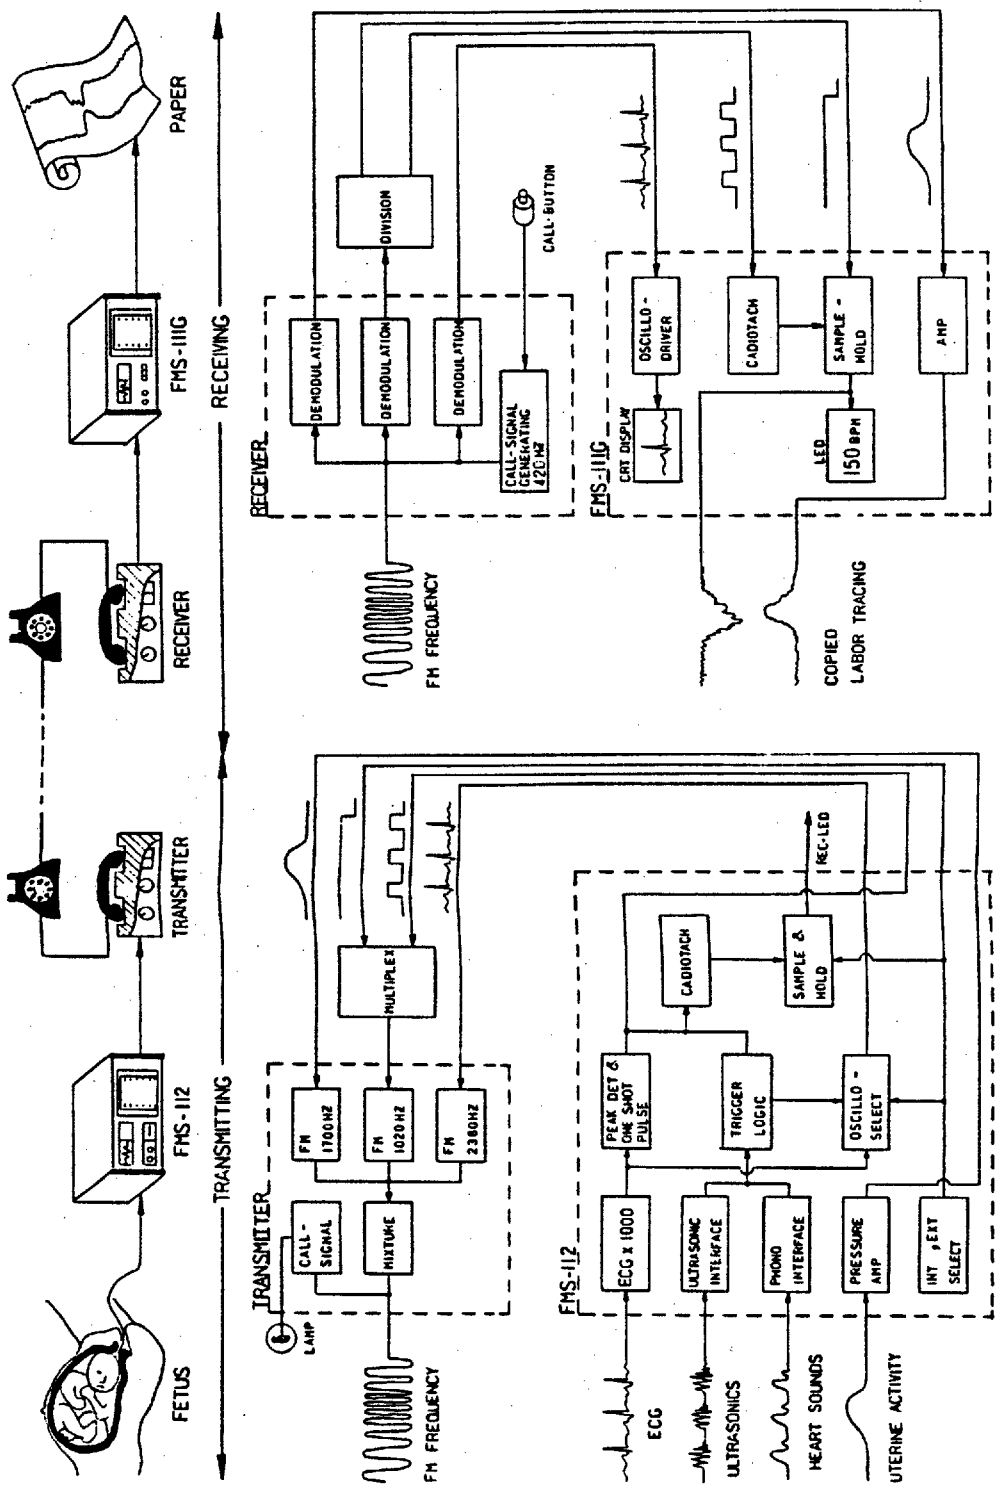 FETUS
FMS-112
TRANSMITTER
RECEIVER
FMS-111G
PAPER
TRANSMITTING
RECEIVING
TRANSMITTER
LAMP
CALL-
SIGNAL
MIXTURE
FM
1700HZ
FM
1020 HZ
FM
2380HZ
MULTIPLEX
FM FREQUENCY
RECEIVER
DEMODULATION
DEMODULATION
DEMODULATION
DIVISION
CALL-SIGNAL
GENERATING
420 HZ
CALL-BUTTON
FM FREQUENCY
FMS-112
ECG
ULTRASONICS
HEART SOUNDS
UTERINE ACTIVITY
ECG x 1000
ULTRASONIC
INTERFACE
PHONO
INTERFACE
PRESSURE
AMP
INT, EXT
SELECT
PEAK DET &
ONE SHOT
PULSE
TRIGGER
LOGIC
OSCILLO-
SELECT
CADIOTACH
SAMPLE &
HOLD
REC-LED
FMS-111G
CRT DISPLAY
OSCILLO-
DRIVER
CADIOTACH
SAMPLE-
HOLD
AMP
LED
150 BPM
COPIED
LABOR TRACING